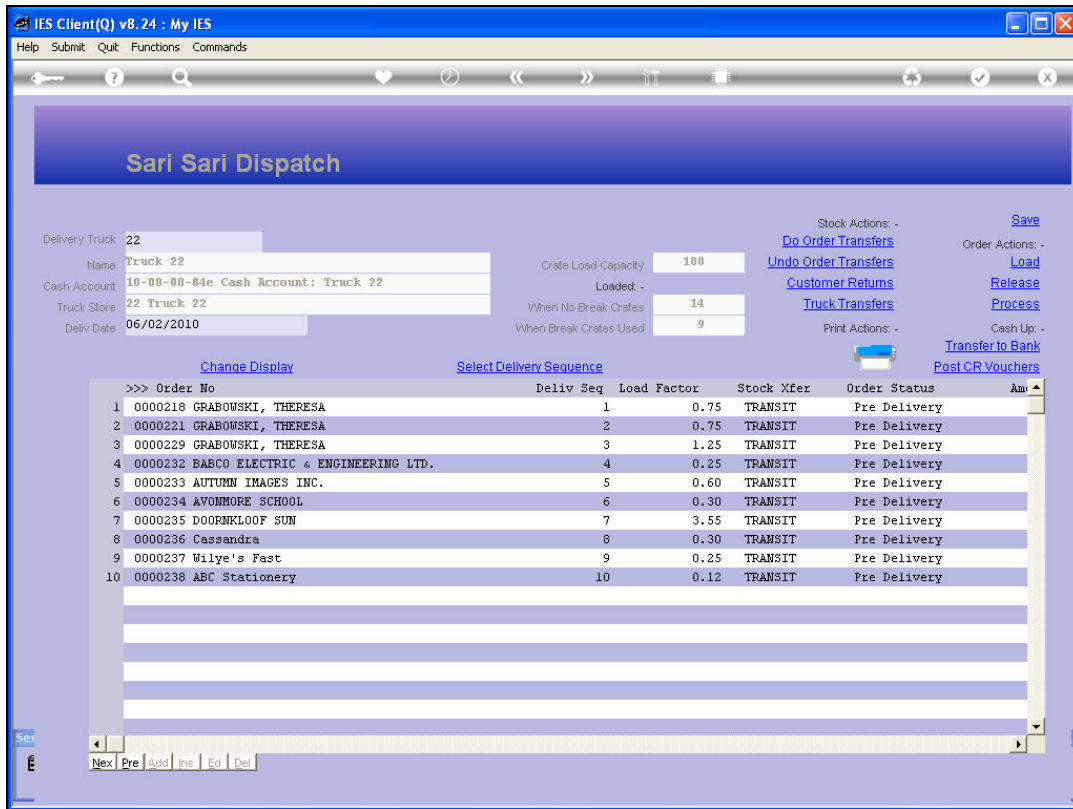 IES Client(Q) v8.24 : My IES
Help Submit Quit Functions Commands
Sari Sari Dispatch
Stock Actions: - Save
Delivery Truck 22 Do Order Transfers Order Actions: -
Name Truck 22 Crate Load Capacity 100 Undo Order Transfers Load
Cash Account 10-00-00-84e Cash Account: Truck 22 Loaded: - Customer Returns Release
Truck Store 22 Truck 22 When No Break Crates 14 Truck Transfers Process
Deliv Date 06/02/2010 When Break Crates Used 9 Print Actions: - Cash Up: -
Transfer to Bank
Change Display Select Delivery Sequence Post CR Vouchers
>>> Order No Deliv Seq Load Factor Stock Xfer Order Status
1 0000218 GRABOWSKI, THERESA 1 0.75 TRANSIT Pre Delivery
2 0000221 GRABOWSKI, THERESA 2 0.75 TRANSIT Pre Delivery
3 0000229 GRABOWSKI, THERESA 3 1.25 TRANSIT Pre Delivery
4 0000232 BABCO ELECTRIC & ENGINEERING LTD. 4 0.25 TRANSIT Pre Delivery
5 0000233 AUTUMN IMAGES INC. 5 0.60 TRANSIT Pre Delivery
6 0000234 AVONMORE SCHOOL 6 0.30 TRANSIT Pre Delivery
7 0000235 DOORNKLOOF SUN 7 3.55 TRANSIT Pre Delivery
8 0000236 Cassandra 8 0.30 TRANSIT Pre Delivery
9 0000237 Wilye's Fast 9 0.25 TRANSIT Pre Delivery
10 0000238 ABC Stationery 10 0.12 TRANSIT Pre Delivery
Ses
Nex Pre Add Ins Ed Del